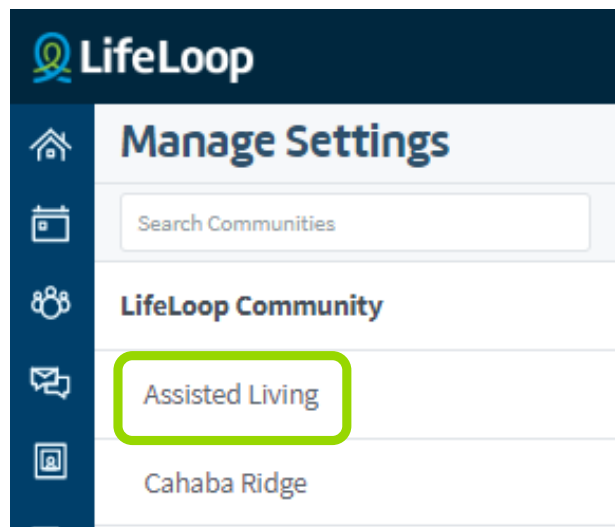 LifeLoop
Manage Settings
Search Communities
LifeLoop Community
Assisted Living
Cahaba Ridge